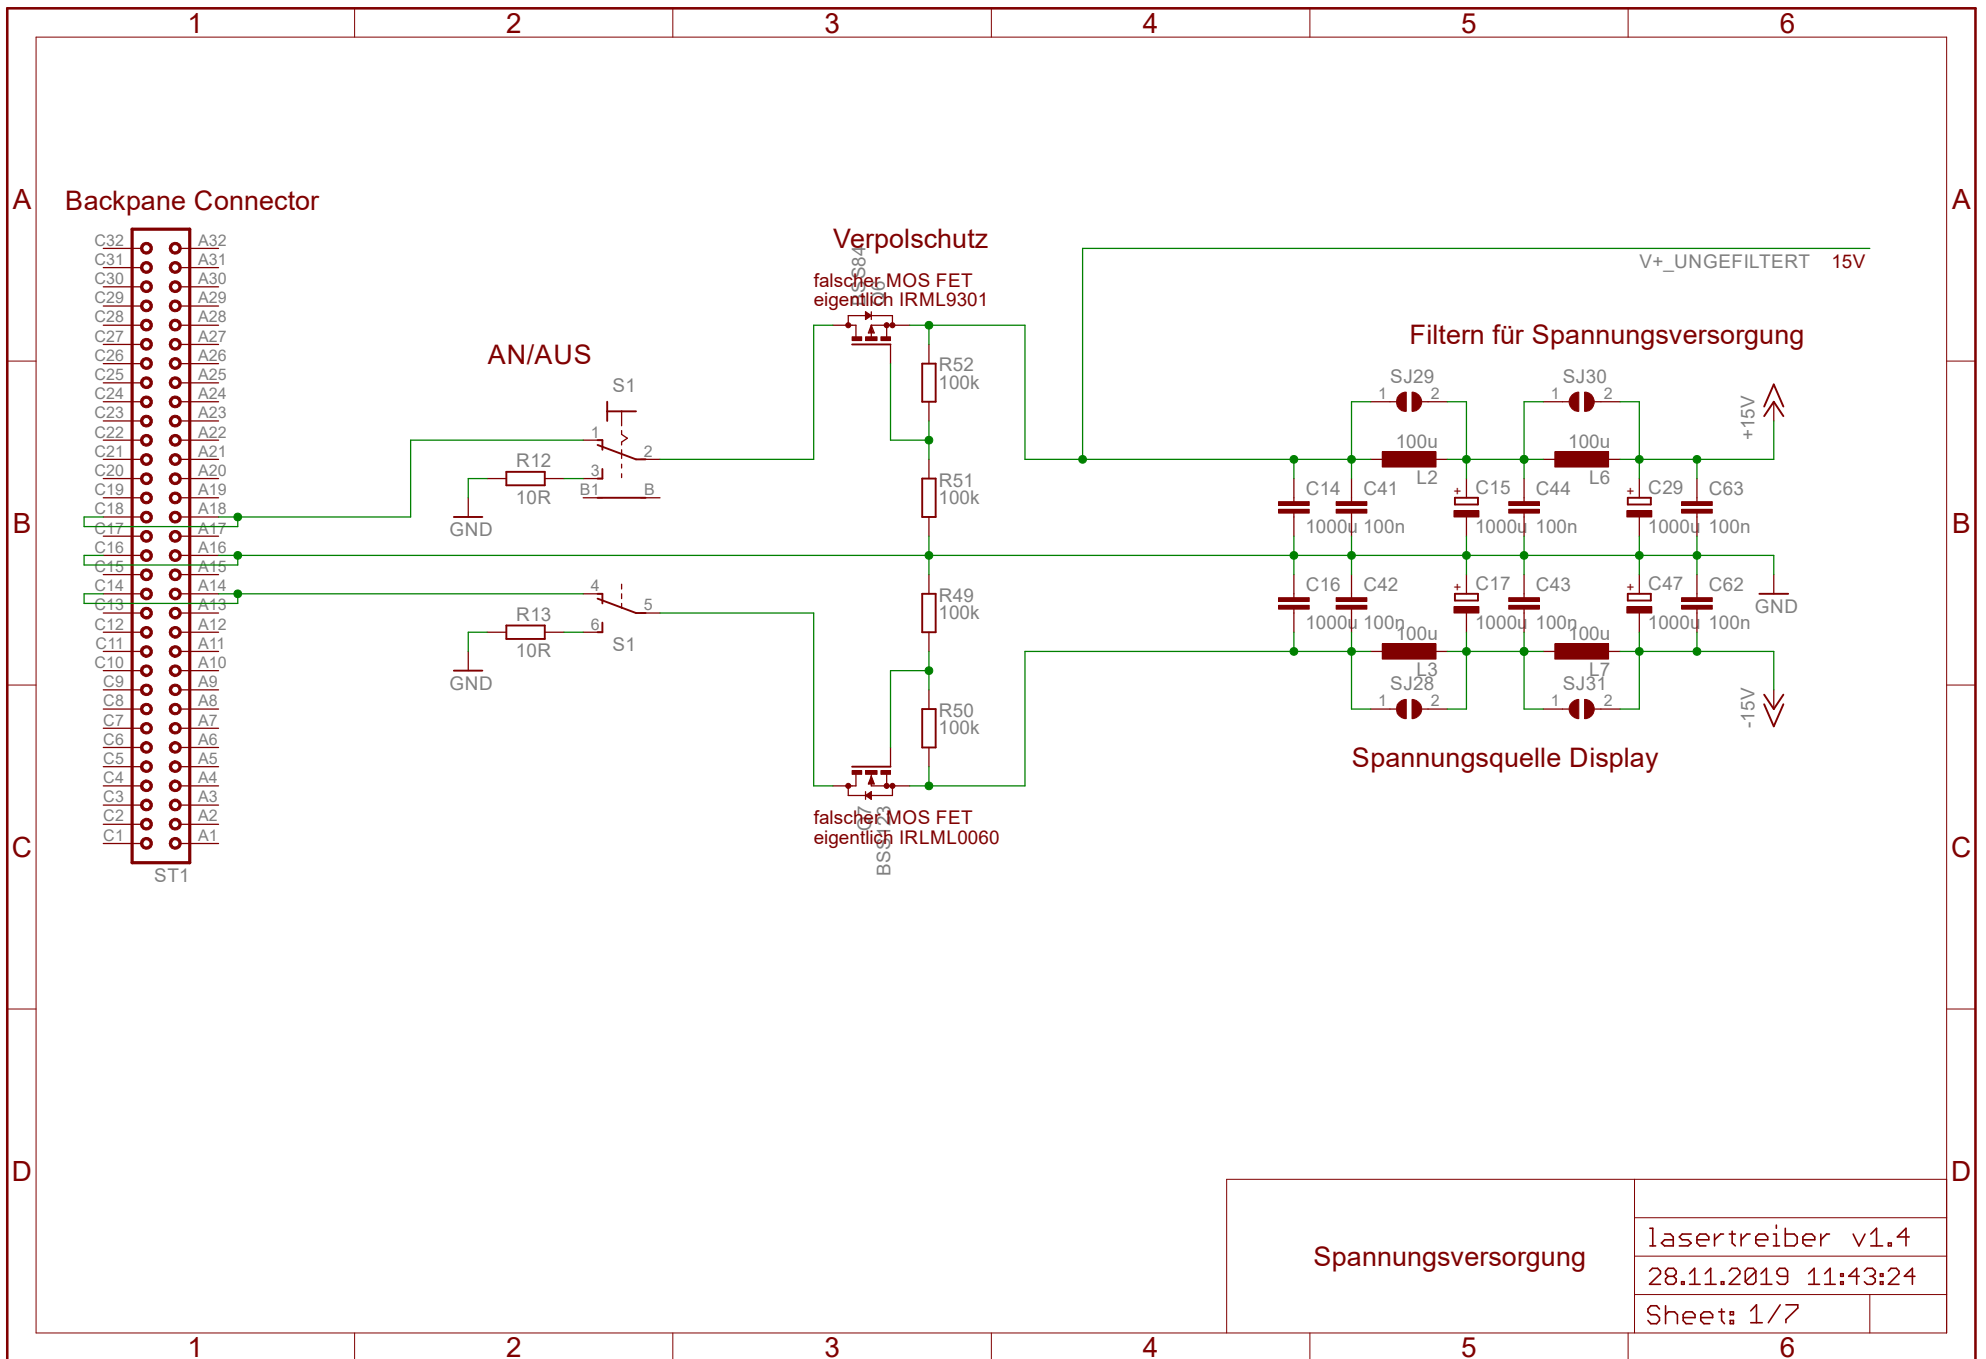 1 2 3 4 5 6
A A
Backpane Connector
C32 A32
C31 A31
C30 A30
C29 A29
C28 A28
C27 A27
C26 A26
C25 A25
C24 A24
C23 A23
C22 A22
C21 A21
C20 A20
C19 A19
C18 A18
C17 A17
C16 A16
C15 A15
C14 A14
C13 A13
C12 A12
C11 A11
C10 A10
C9 A9
C8 A8
C7 A7
C6 A6
C5 A5
C4 A4
C3 A3
C2 A2
C1 A1
ST1
AN/AUS
S1
1
2
R12
3
10R
B1 B
GND
4
5
R13
6
10R
S1
GND
Verpolschutz
falscher MOS FET
eigentlich IRML9301
R52
100k
R51
100k
R49
100k
R50
100k
falscher MOS FET
eigentlich IRLML0060
V+_UNGEFILTERT 15V
Filtern für Spannungsversorgung
SJ29 SJ30
1 2 1 2
100u 100u
L2 L6
+15V
C14 C41 + C15 C44 + C29 C63
1000u 100n 1000u 100n 1000u 100n
C16 C42 + C17 C43 + C47 C62
GND
1000u 100n 1000u 100n 1000u 100n
100u 100u
L3 L7
SJ28 SJ31
1 2 1 2
-15V
Spannungsquelle Display
B B
C C
D D
Spannungsversorgung
lasertreiber v1.4
28.11.2019 11:43:24
Sheet: 1/7
1 2 3 4 5 6